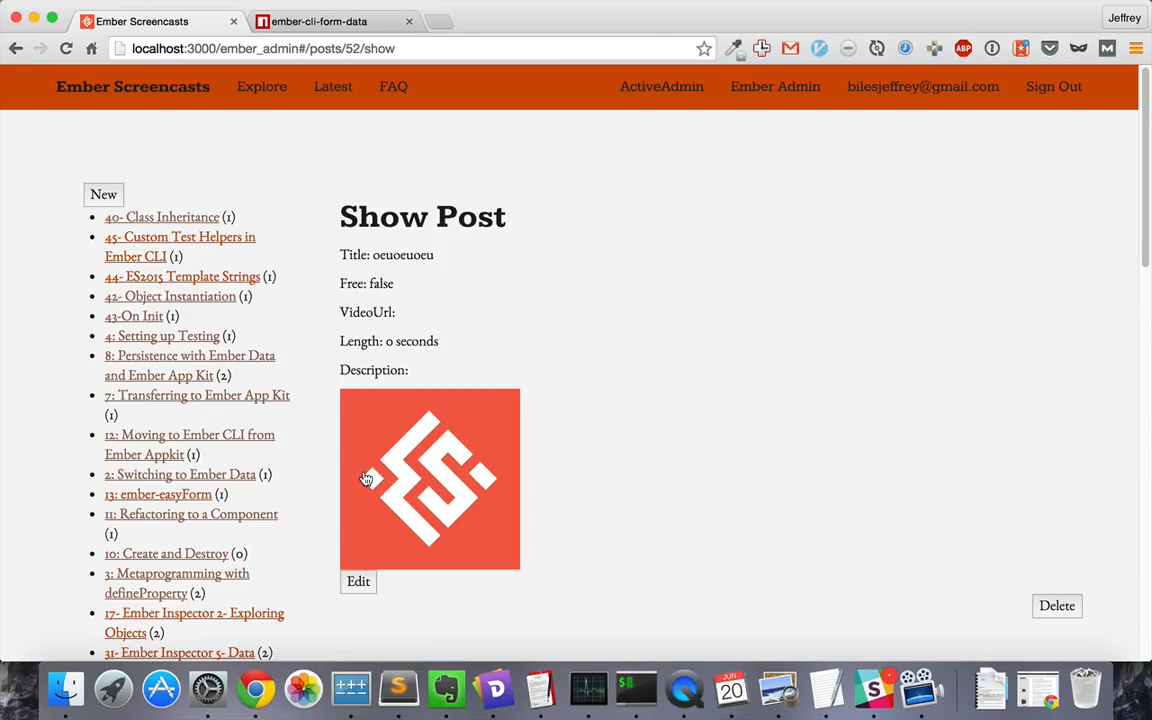 Ember Screencasts
ember-cli-form-data
Jeffrey
localhost:3000/ember_admin#/posts/52/show
ABP
M
Ember Screencasts
Explore
Latest
FAQ
ActiveAdmin
Ember Admin
bilesjeffrey@gmail.com
Sign Out
New
40- Class Inheritance (1)
45- Custom Test Helpers in
Ember CLI (1)
44- ES2015 Template Strings (1)
42- Object Instantiation (1)
43-On Init (1)
4: Setting up Testing (1)
8: Persistence with Ember Data
and Ember App Kit (2)
7: Transferring to Ember App Kit
(1)
12: Moving to Ember CLI from
Ember Appkit (1)
2: Switching to Ember Data (1)
13: ember-easyForm (1)
11: Refactoring to a Component
(1)
10: Create and Destroy (0)
3: Metaprogramming with
defineProperty (2)
17- Ember Inspector 2- Exploring
Objects (2)
31- Ember Inspector 5- Data (2)
Show Post
Title: oeuoeuoeu
Free: false
VideoUrl:
Length: 0 seconds
Description:
Edit
Delete
JUN
20